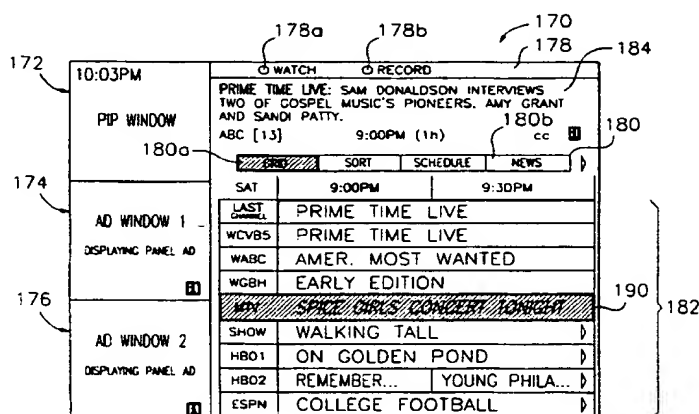 178a
178b
170
178
184
172
10:03PM
WATCH
RECORD
PRIME TIME LIVE: SAM DONALDSON INTERVIEWS
TWO OF GOSPEL MUSIC'S PIONEERS. AMY GRANT
AND SANDI PATTY.
PIP WINDOW
ABC [13]
9:00PM (1h)
180b
cc
180
180a
GRID
SORT
SCHEDULE
NEWS
174
SAT
9:00PM
9:30PM
AD WINDOW 1
DISPLAYING PANEL AD
LAST CHANNEL
PRIME TIME LIVE
WCVB5
PRIME TIME LIVE
WABC
AMER. MOST WANTED
WGBH
EARLY EDITION
176
MTV
SPICE GIRLS CONCERT TONIGHT
190
182
AD WINDOW 2
DISPLAYING PANEL AD
SHOW
WALKING TALL
HBO1
ON GOLDEN POND
HBO2
REMEMBER...
YOUNG PHILA...
ESPN
COLLEGE FOOTBALL